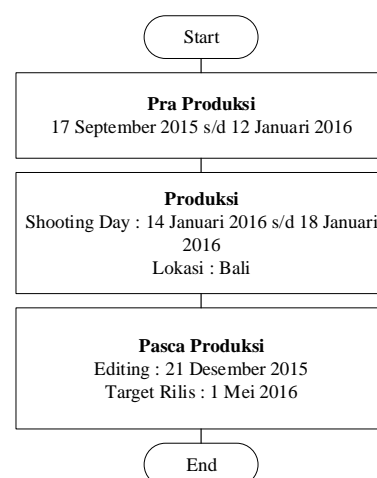 Start
Pra Produksi
17 September 2015 s/d 12 Januari 2016
Produksi
Shooting Day : 14 Januari 2016 s/d 18 Januari
2016
Lokasi : Bali
Pasca Produksi
Editing : 21 Desember 2015
Target Rilis : 1 Mei 2016
End